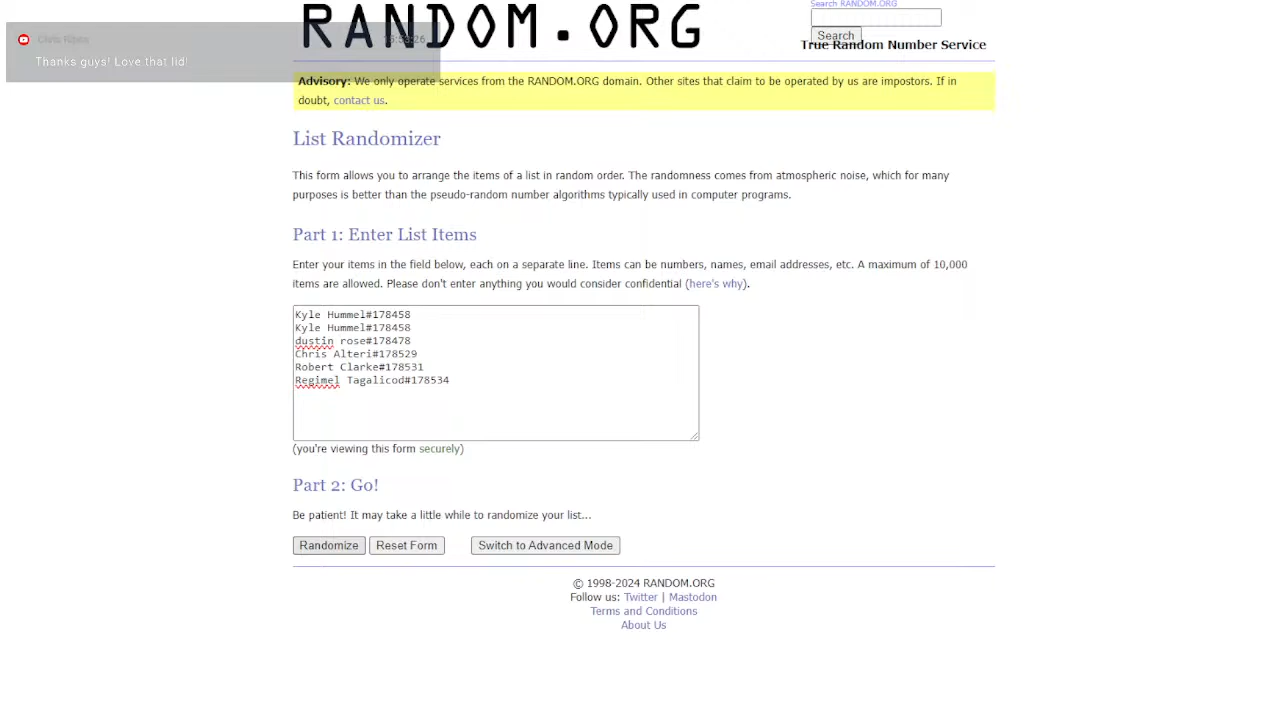 RANDOM.ORG
Search RANDOM.ORG
Search
True Random Number Service
Thanks guys! Love that lid!
Advisory: We only operate services from the RANDOM.ORG domain. Other sites that claim to be operated by us are impostors. If in
doubt, contact us.
List Randomizer
This form allows you to arrange the items of a list in random order. The randomness comes from atmospheric noise, which for many
purposes is better than the pseudo-random number algorithms typically used in computer programs.
Part 1: Enter List Items
Enter your items in the field below, each on a separate line. Items can be numbers, names, email addresses, etc. A maximum of 10,000
items are allowed. Please don't enter anything you would consider confidential (here's why).
Kyle Hummel#178458
Kyle Hummel#178458
dustin rose#178478
Chris Alteri#178529
Robert Clarke#178531
Regimel Tagalicod#178534
(you're viewing this form securely)
Part 2: Go!
Be patient! It may take a little while to randomize your list...
Randomize Reset Form Switch to Advanced Mode
© 1998-2024 RANDOM.ORG
Follow us: Twitter | Mastodon
Terms and Conditions
About Us